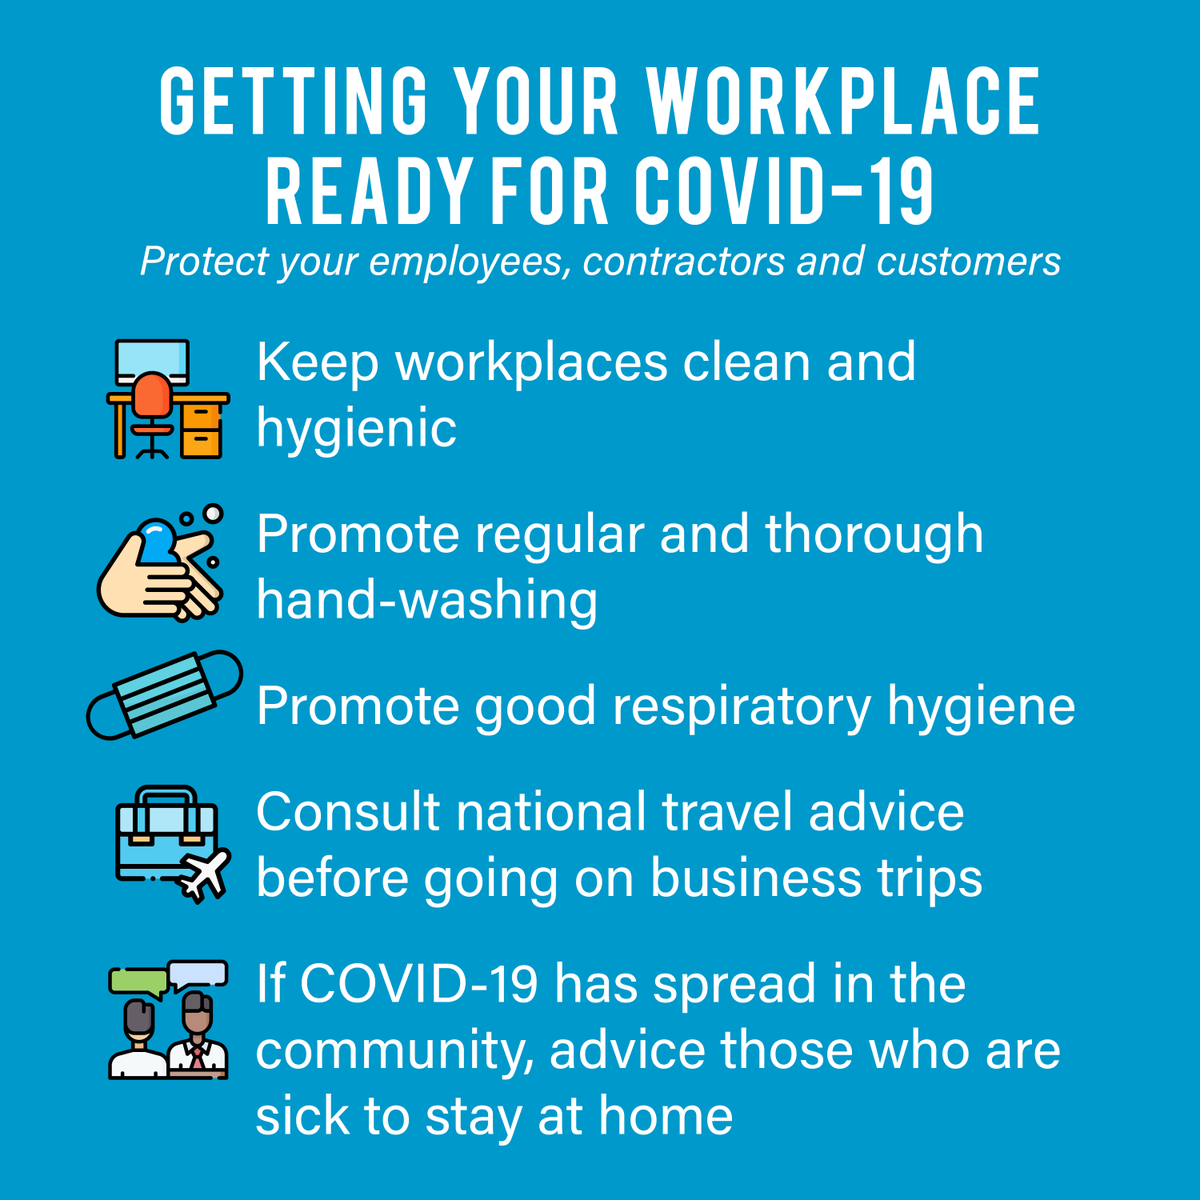 GETTING YOUR WORKPLACE
READY FOR COVID-19
Protect your employees, contractors and customers
Keep workplaces clean and
hygienic
Promote regular and thorough
hand-washing
Promote good respiratory hygiene
Consult national travel advice
before going on business trips
If COVID-19 has spread in the
community, advice those who are
sick to stay at home